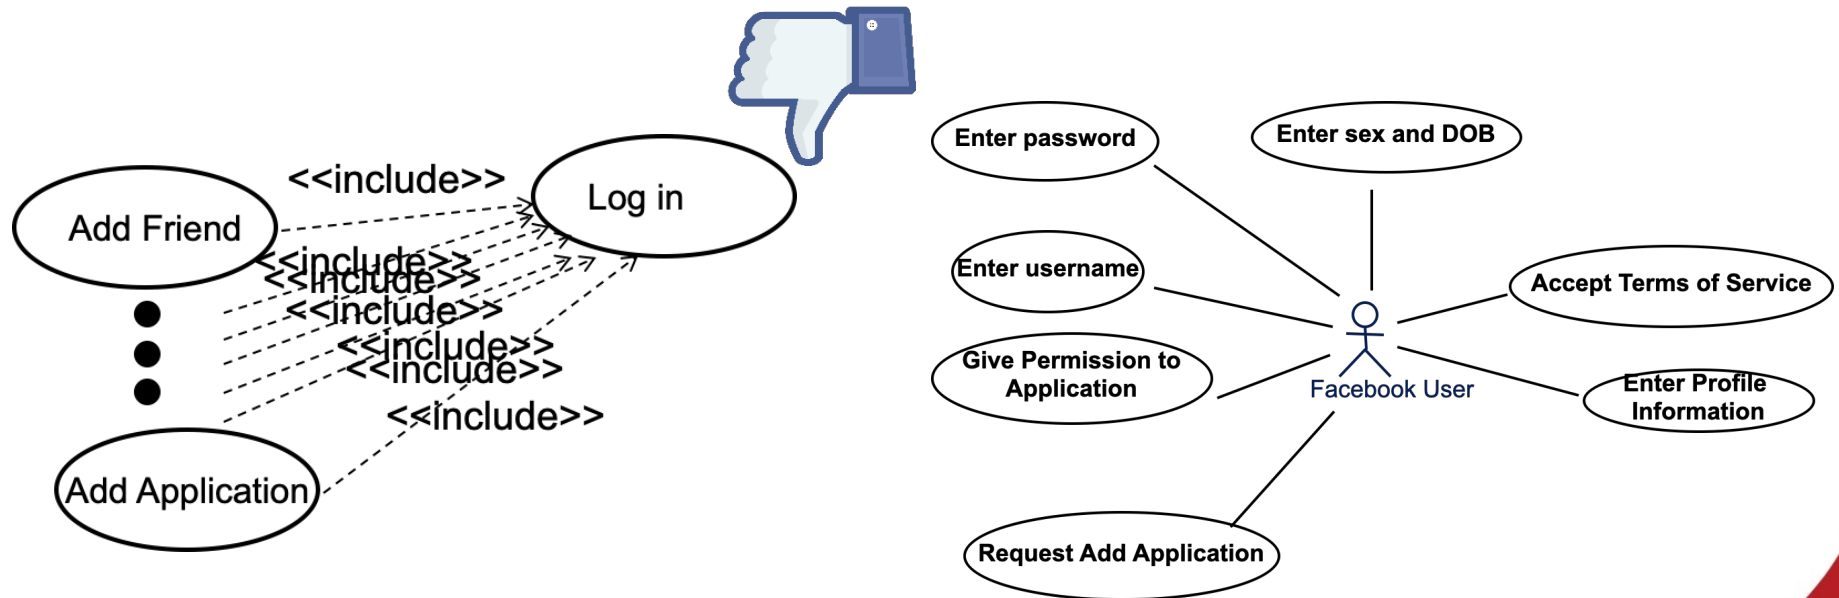 <<include>>
Log in
Add Friend
<<include>>
<<include>>
<<include>>
<<include>>
<<include>>
<<include>>
Add Application
Enter password
Enter sex and DOB
Enter username
Accept Terms of Service
Give Permission to
Application
Facebook User
Enter Profile
Information
Request Add Application